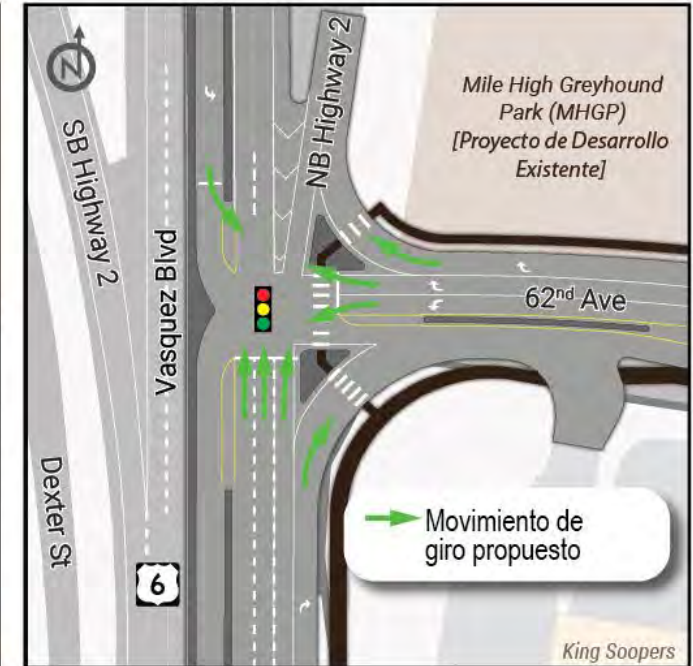 N
SB Highway 2
NB Highway 2
Vasquez Blvd
Dexter St
Mile High Greyhound
Park (MHGP)
[Proyecto de Desarrollo
Existente]
62nd Ave
Movimiento de
giro propuesto
6
King Soopers